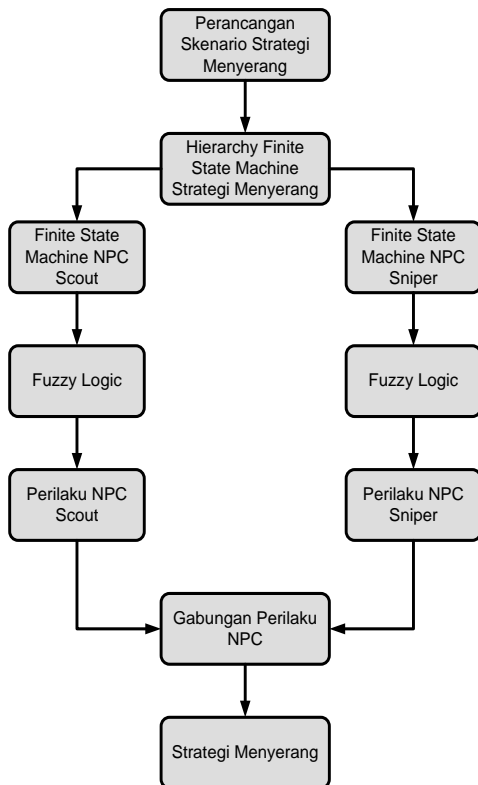 Perancangan
Skenario Strategi
Menyerang
Hierarchy Finite
State Machine
Strategi Menyerang
Finite State
Machine NPC
Scout
Finite State
Machine NPC
Sniper
Fuzzy Logic
Fuzzy Logic
Perilaku NPC
Scout
Perilaku NPC
Sniper
Gabungan Perilaku
NPC
Strategi Menyerang